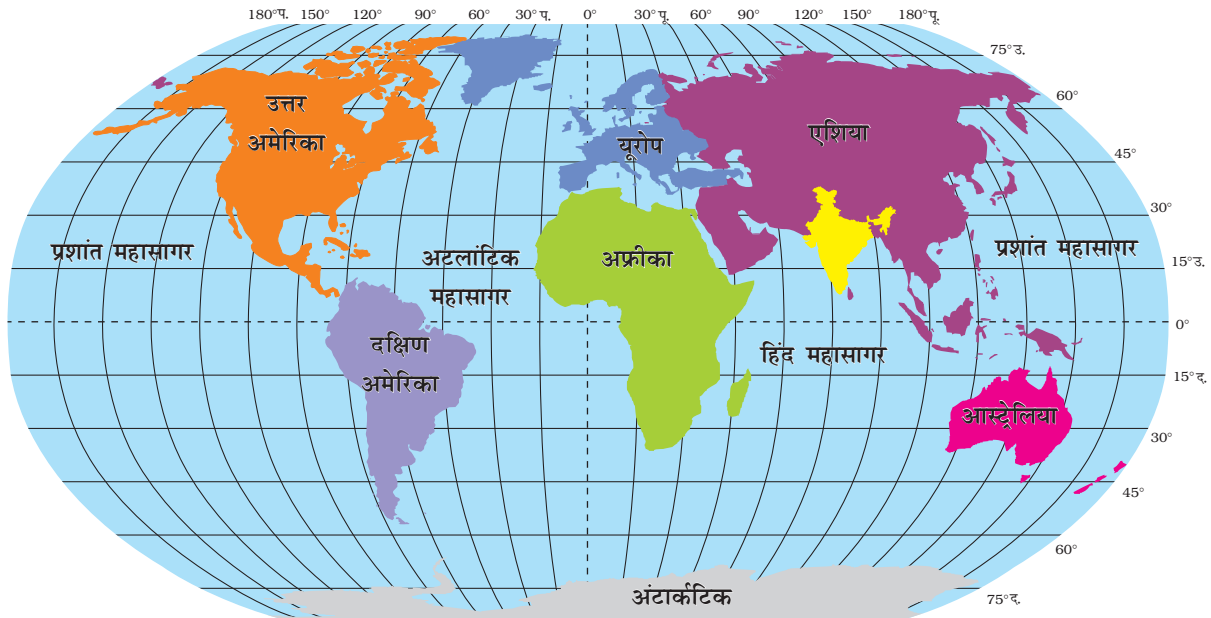 180°प. 150° 120° 90° 60° 30° प. 0° 30° पू. 60° 90° 120° 150° 180°पू.
75°उ.
60°
45°
30°
15°उ.
0°
15°द.
30°
45°
60°
75°द.
उत्तर
अमेरिका
यूरोप
एशिया
प्रशांत महासागर
अटलांटिक
महासागर
अफ्रीका
प्रशांत महासागर
दक्षिण
अमेरिका
हिंद महासागर
आस्ट्रेलिया
अंटार्कटिक